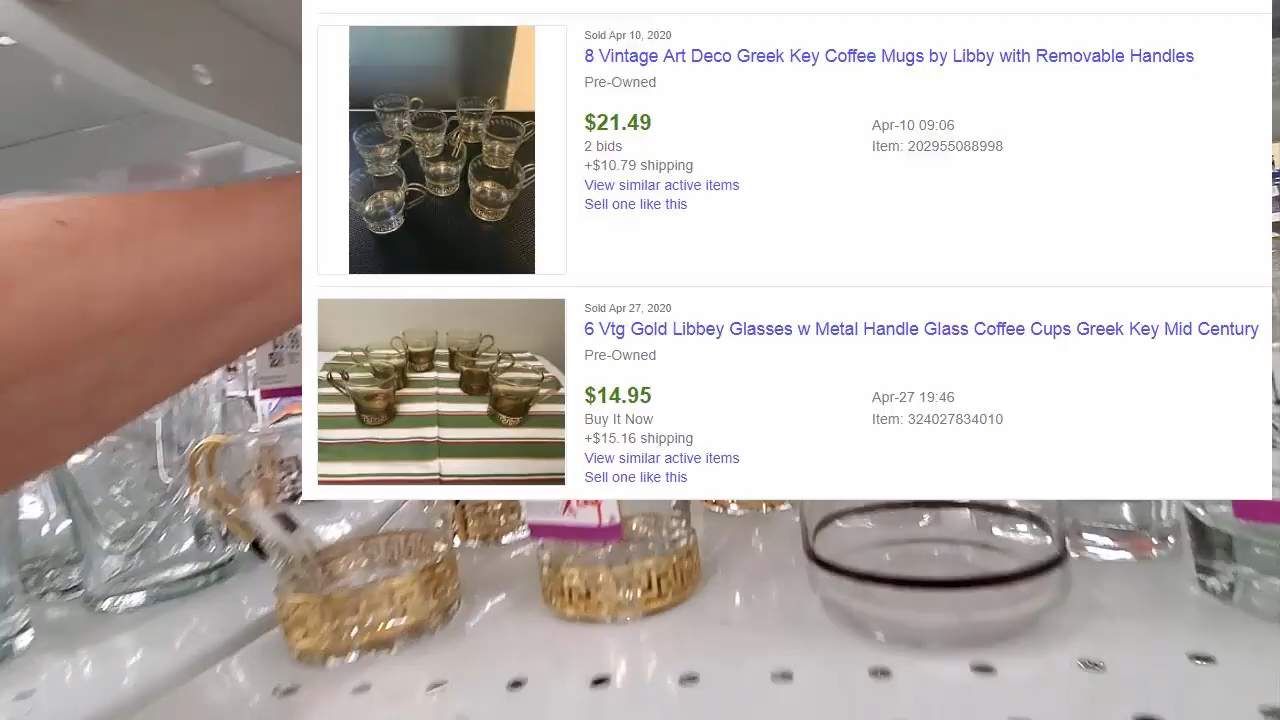 Sold Apr 10, 2020
8 Vintage Art Deco Greek Key Coffee Mugs by Libby with Removable Handles
Pre-Owned
$21.49
Apr-10 09:06
2 bids
Item: 202955088998
+$10.79 shipping
View similar active items
Sell one like this
Sold Apr 27, 2020
6 Vtg Gold Libbey Glasses w Metal Handle Glass Coffee Cups Greek Key Mid Century
Pre-Owned
$14.95
Apr-27 19:46
Buy It Now
Item: 324027834010
+$15.16 shipping
View similar active items
Sell one like this